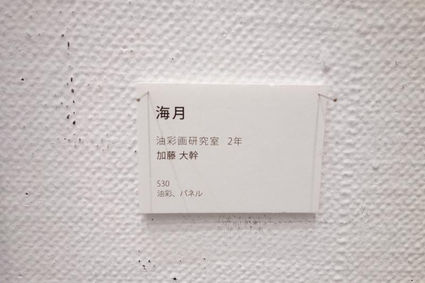 海月
油彩画研究室 2年
加藤 大幹
S30
油彩、パネル